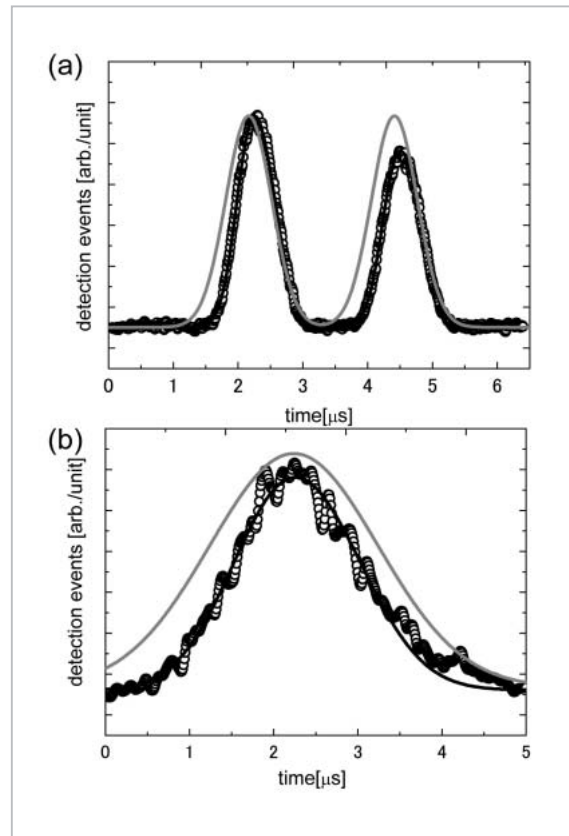 (a)
detection events [arb./unit]
0 1 2 3 4 5 6
time[μs]
(b)
detection events [arb./unit]
0 1 2 3 4 5
time[μs]